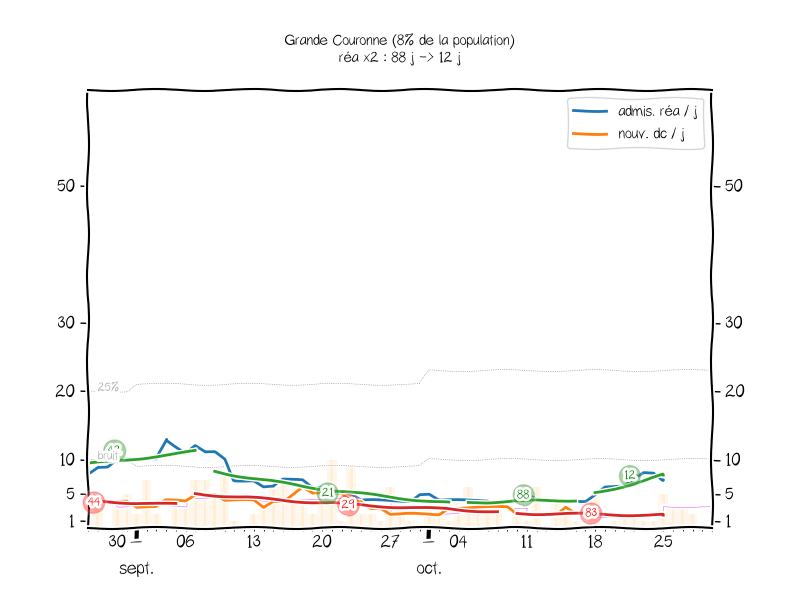 Grande Couronne (8% de la population)
réa x2 : 88 j -> 12 j
admis. réa / j
nouv. dc / j
50 50
30 30
25%
20 20
bruit
10 10
5 5
1 1
44
21
29
88
83
12
30 06 13 20 27 04 11 18 25
sept. oct.